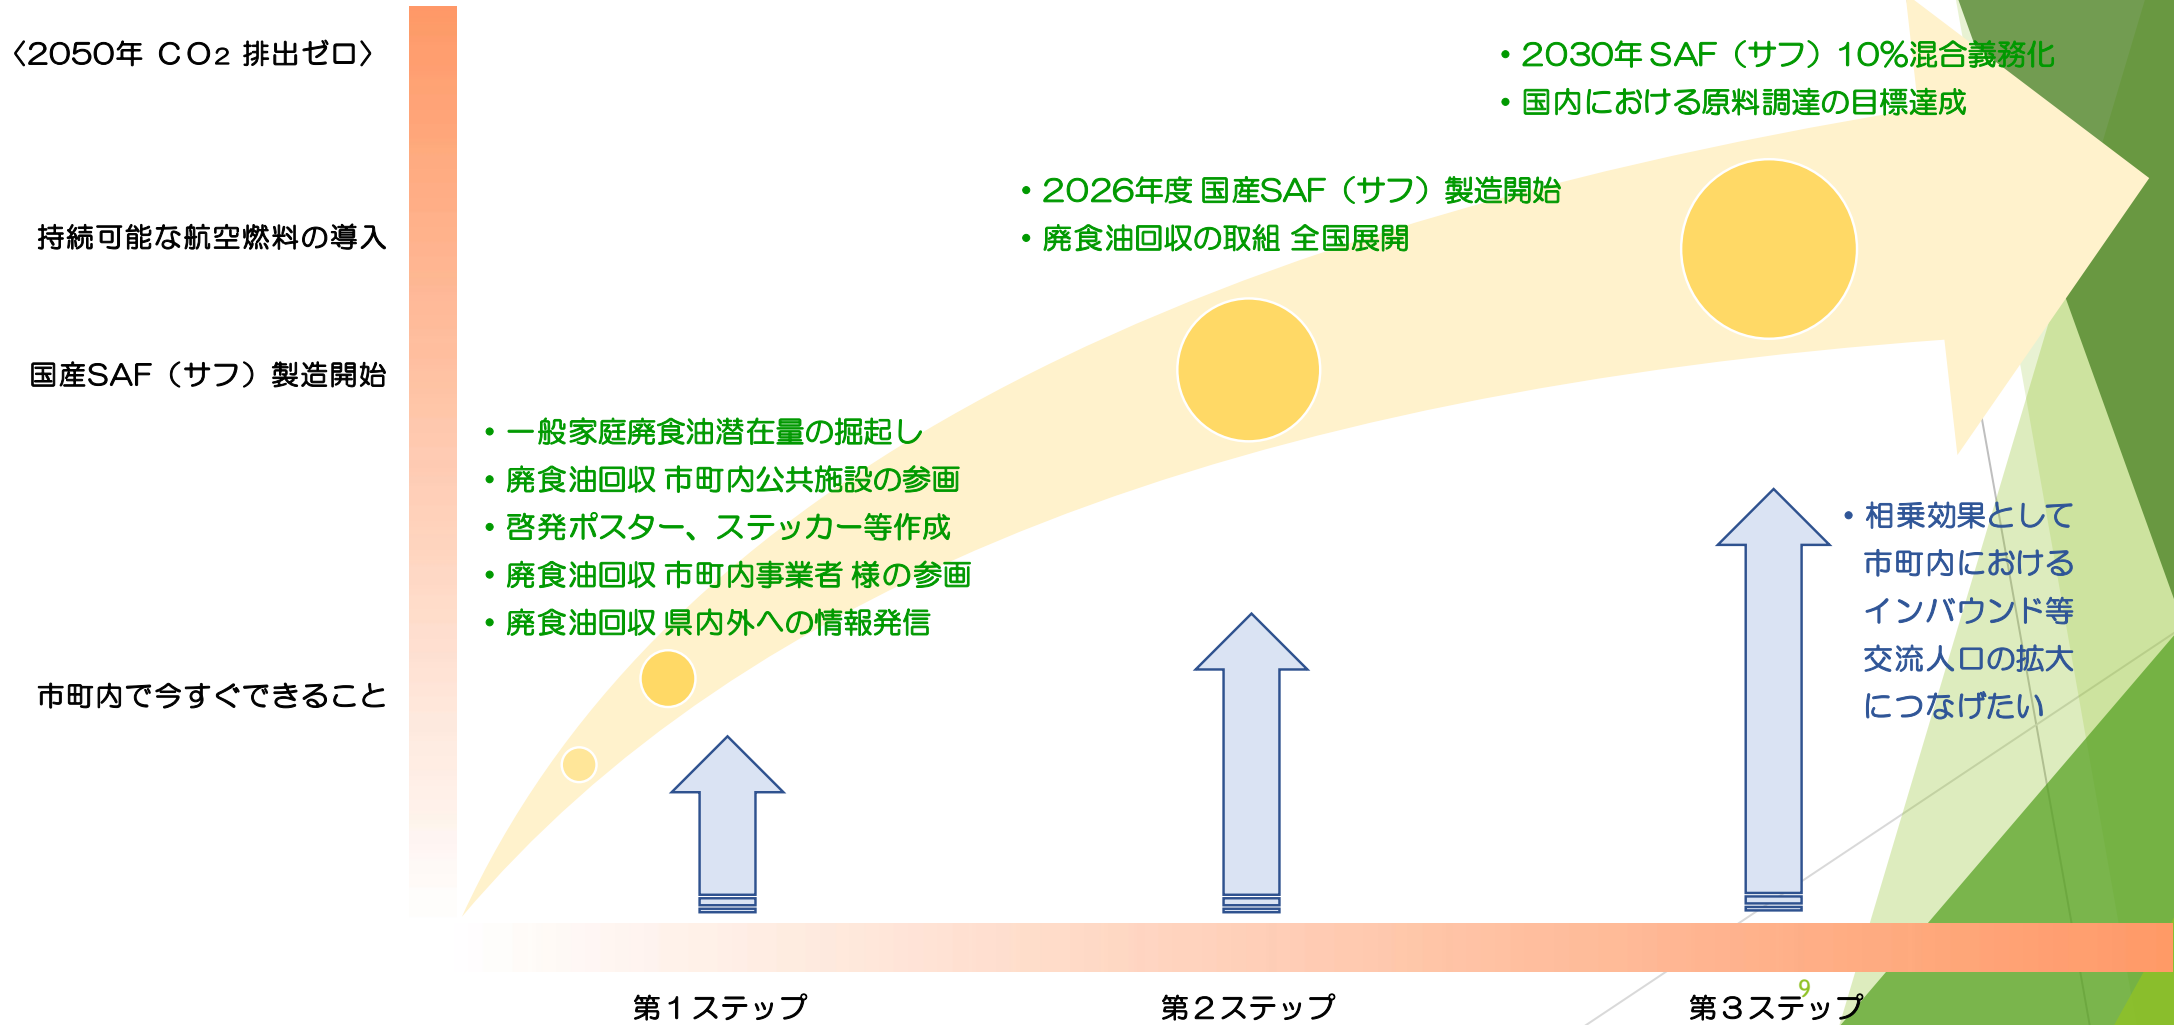 〈2050年 ＣＯ₂ 排出ゼロ〉
持続可能な航空燃料の導入
国産SAF（サフ）製造開始
市町内で今すぐできること
・一般家庭廃食油潜在量の掘起し
・廃食油回収 市町内公共施設の参画
・啓発ポスター、ステッカー等作成
・廃食油回収 市町内事業者 様の参画
・廃食油回収 県内外への情報発信
・2026年度 国産SAF（サフ）製造開始
・廃食油回収の取組 全国展開
・2030年 SAF（サフ）10%混合義務化
・国内における原料調達の目標達成
・相乗効果として
市町内における
インバウンド等
交流人口の拡大
につなげたい
第１ステップ
第２ステップ
第３ステップ
9